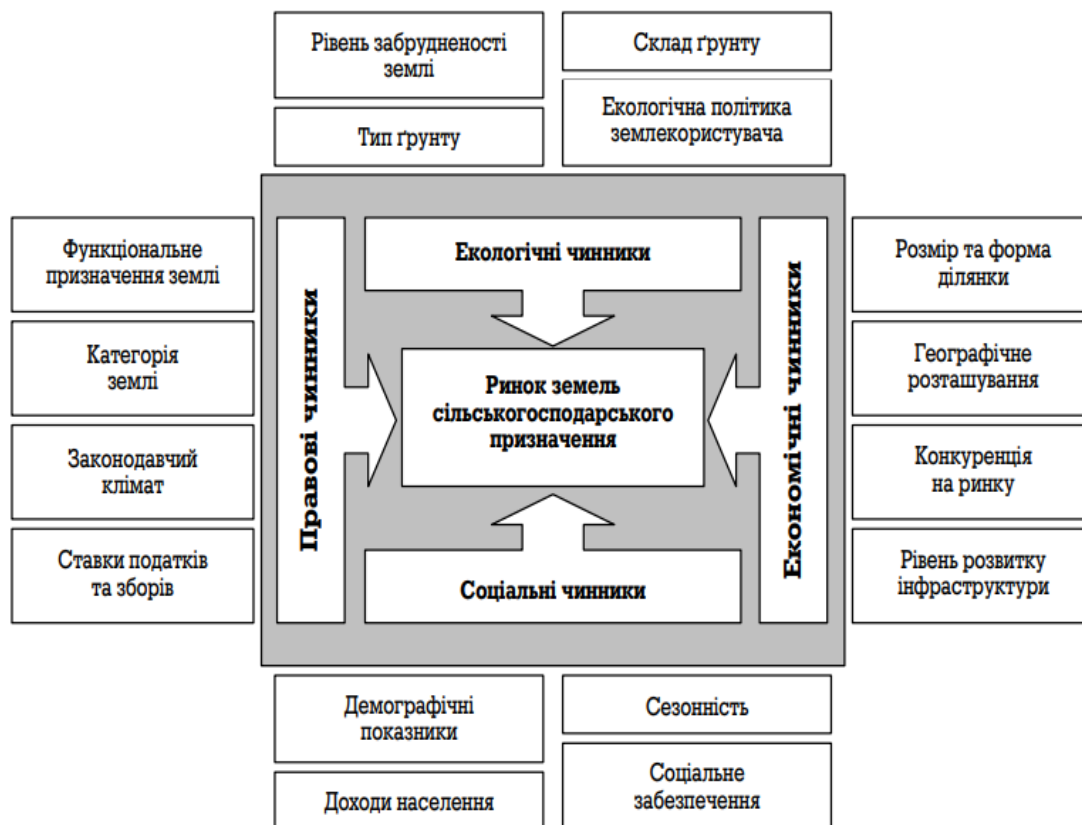 Рівень забрудненості
землі
Склад ґрунту
Тип ґрунту
Екологічна політика
землекористувача
Функціональне
призначення землі
Категорія
землі
Законодавчий
клімат
Ставки податків
та зборів
Правові чинники
Екологічні чинники
Ринок земель
сільськогосподарського
призначення
Соціальні чинники
Економічні чинники
Розмір та форма
ділянки
Географічне
розташування
Конкуренція
на ринку
Рівень розвитку
інфраструктури
Демографічні
показники
Сезонність
Доходи населення
Соціальне
забезпечення